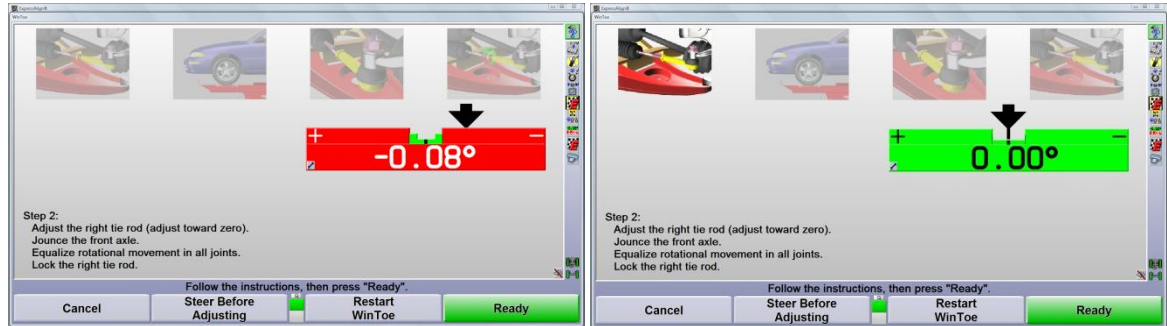 ExpressAlign®
WinToe
+ −
-0.08°
Step 2:
Adjust the right tie rod (adjust toward zero).
Jounce the front axle.
Equalize rotational movement in all joints.
Lock the right tie rod.
Follow the instructions, then press "Ready".
Cancel
Steer Before
Adjusting
Restart
WinToe
Ready
ExpressAlign®
WinToe
+ −
0.00°
Step 2:
Adjust the right tie rod (adjust toward zero).
Jounce the front axle.
Equalize rotational movement in all joints.
Lock the right tie rod.
Follow the instructions, then press "Ready".
Cancel
Steer Before
Adjusting
Restart
WinToe
Ready